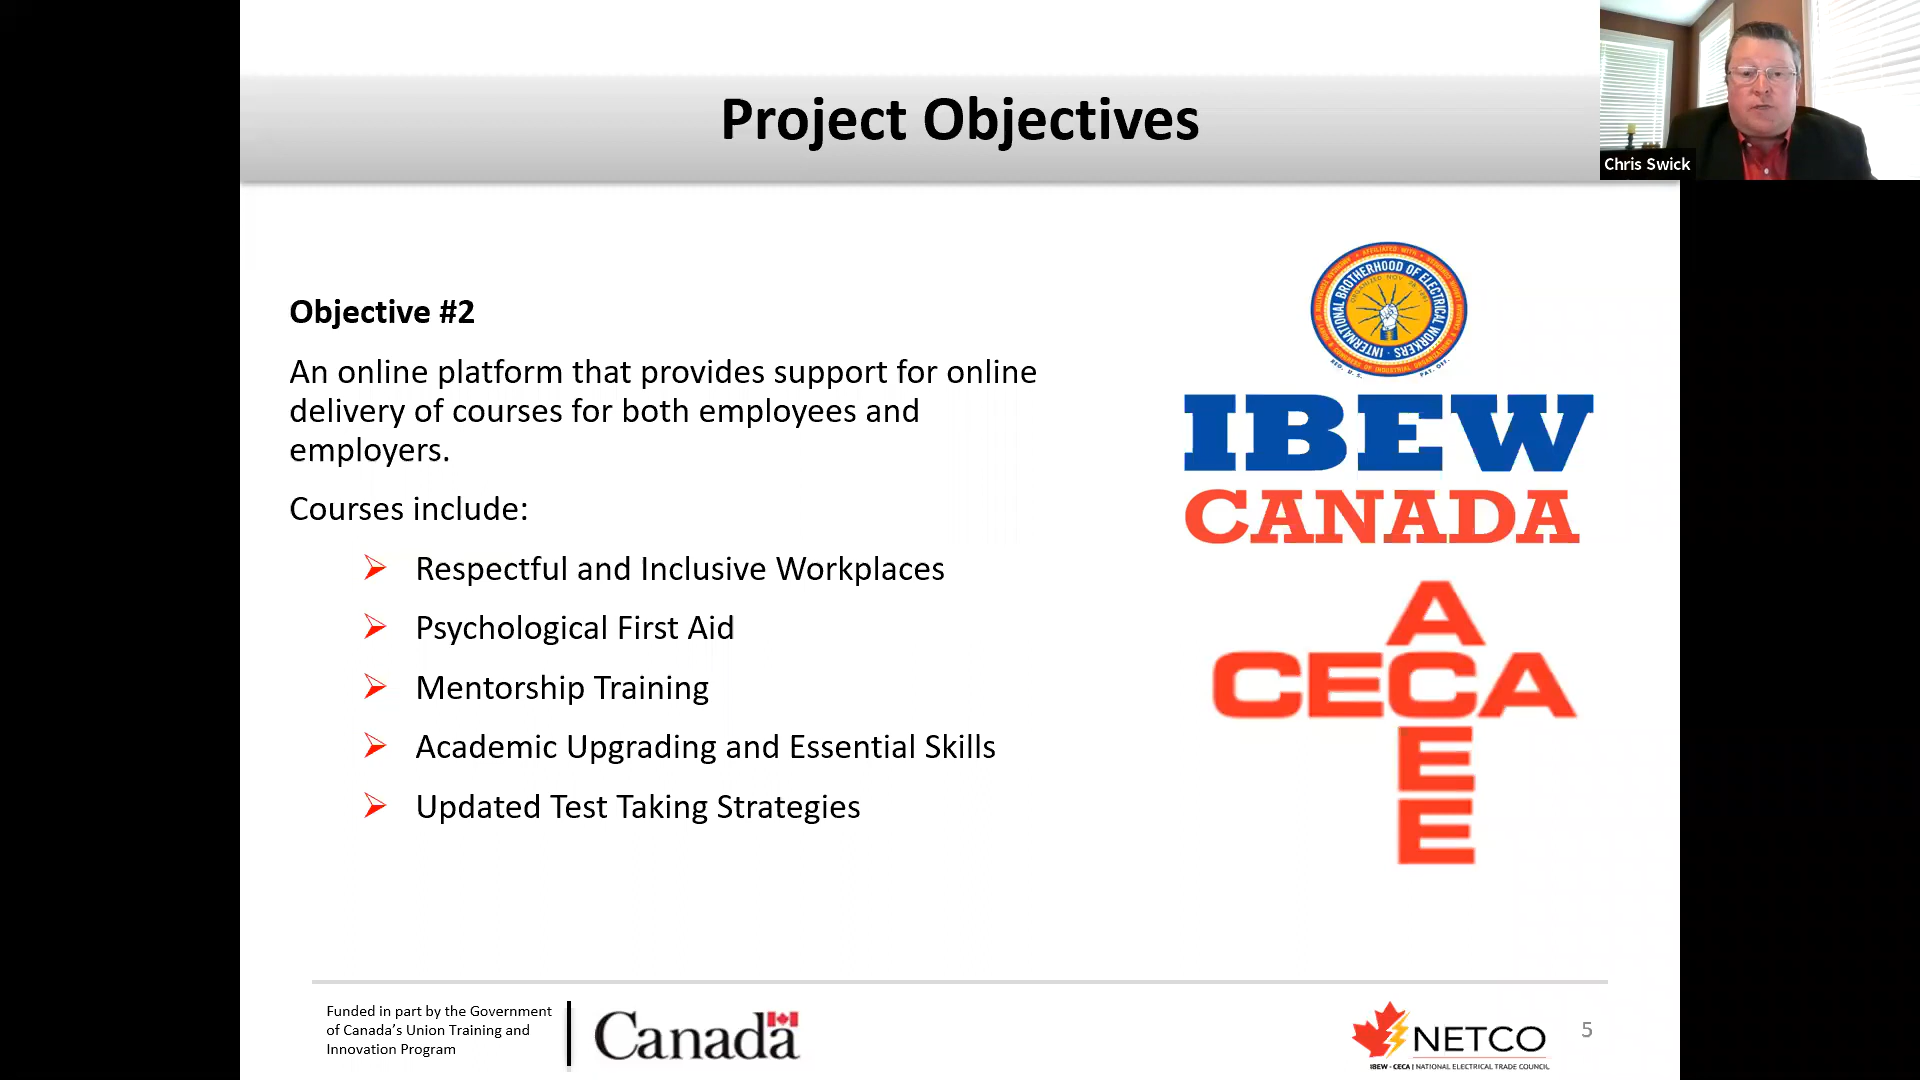 Project Objectives
Chris Swick
Objective #2
An online platform that provides support for online
delivery of courses for both employees and
employers.
Courses include:
Respectful and Inclusive Workplaces
Psychological First Aid
Mentorship Training
Academic Upgrading and Essential Skills
Updated Test Taking Strategies
INTERNATIONAL BROTHERHOOD OF ELECTRICAL WORKERS
IBEW
CANADA
A
CECA
E
E
Funded in part by the Government
of Canada’s Union Training and
Innovation Program
Canada
NETCO
IBEW - CECA | NATIONAL ELECTRICAL TRADE COUNCIL
5